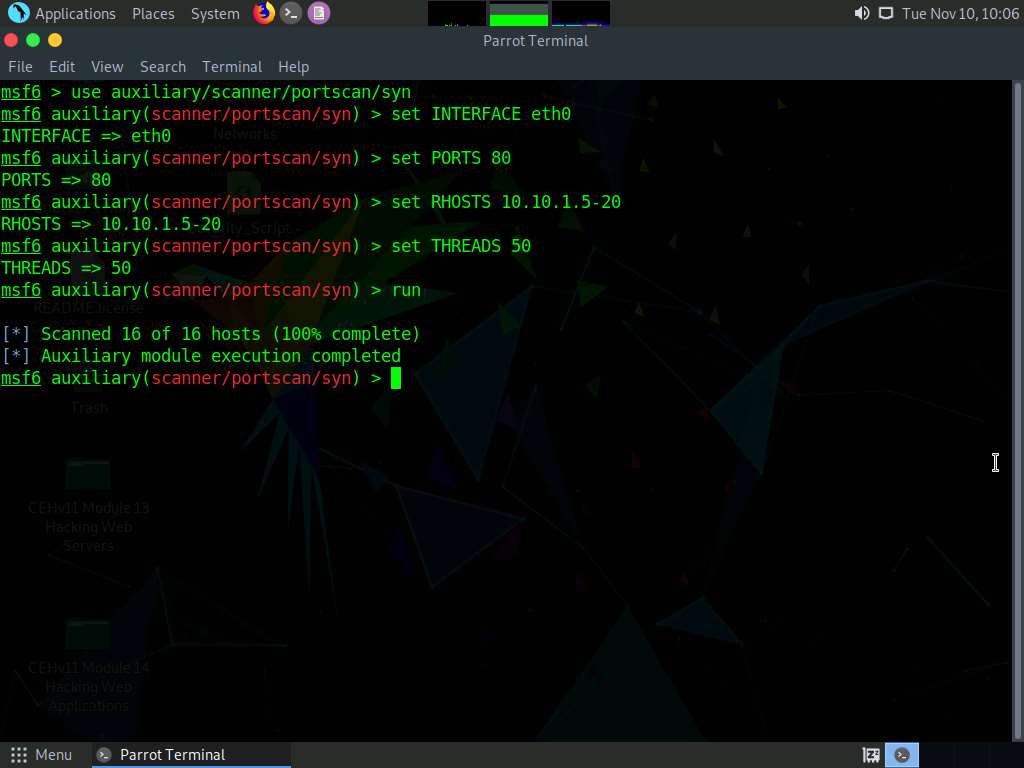 Applications Places System Tue Nov 10, 10:06
Parrot Terminal
File Edit View Search Terminal Help
msf6 > use auxiliary/scanner/portscan/syn
msf6 auxiliary(scanner/portscan/syn) > set INTERFACE eth0
INTERFACE => eth0
Networks
msf6 auxiliary(scanner/portscan/syn) > set PORTS 80
PORTS => 80
msf6 auxiliary(scanner/portscan/syn) > set RHOSTS 10.10.1.5-20
RHOSTS => 10.10.1.5-20
msf6 auxiliary(scanner/portscan/syn) > set THREADS 50
THREADS => 50
msf6 auxiliary(scanner/portscan/syn) > run
README.license
[*] Scanned 16 of 16 hosts (100% complete)
[*] Auxiliary module execution completed
msf6 auxiliary(scanner/portscan/syn) >
Trash
CEHv11 Module 13
Hacking Web
Servers
CEHv11 Module 14
Hacking Web
Applications
Menu Parrot Terminal